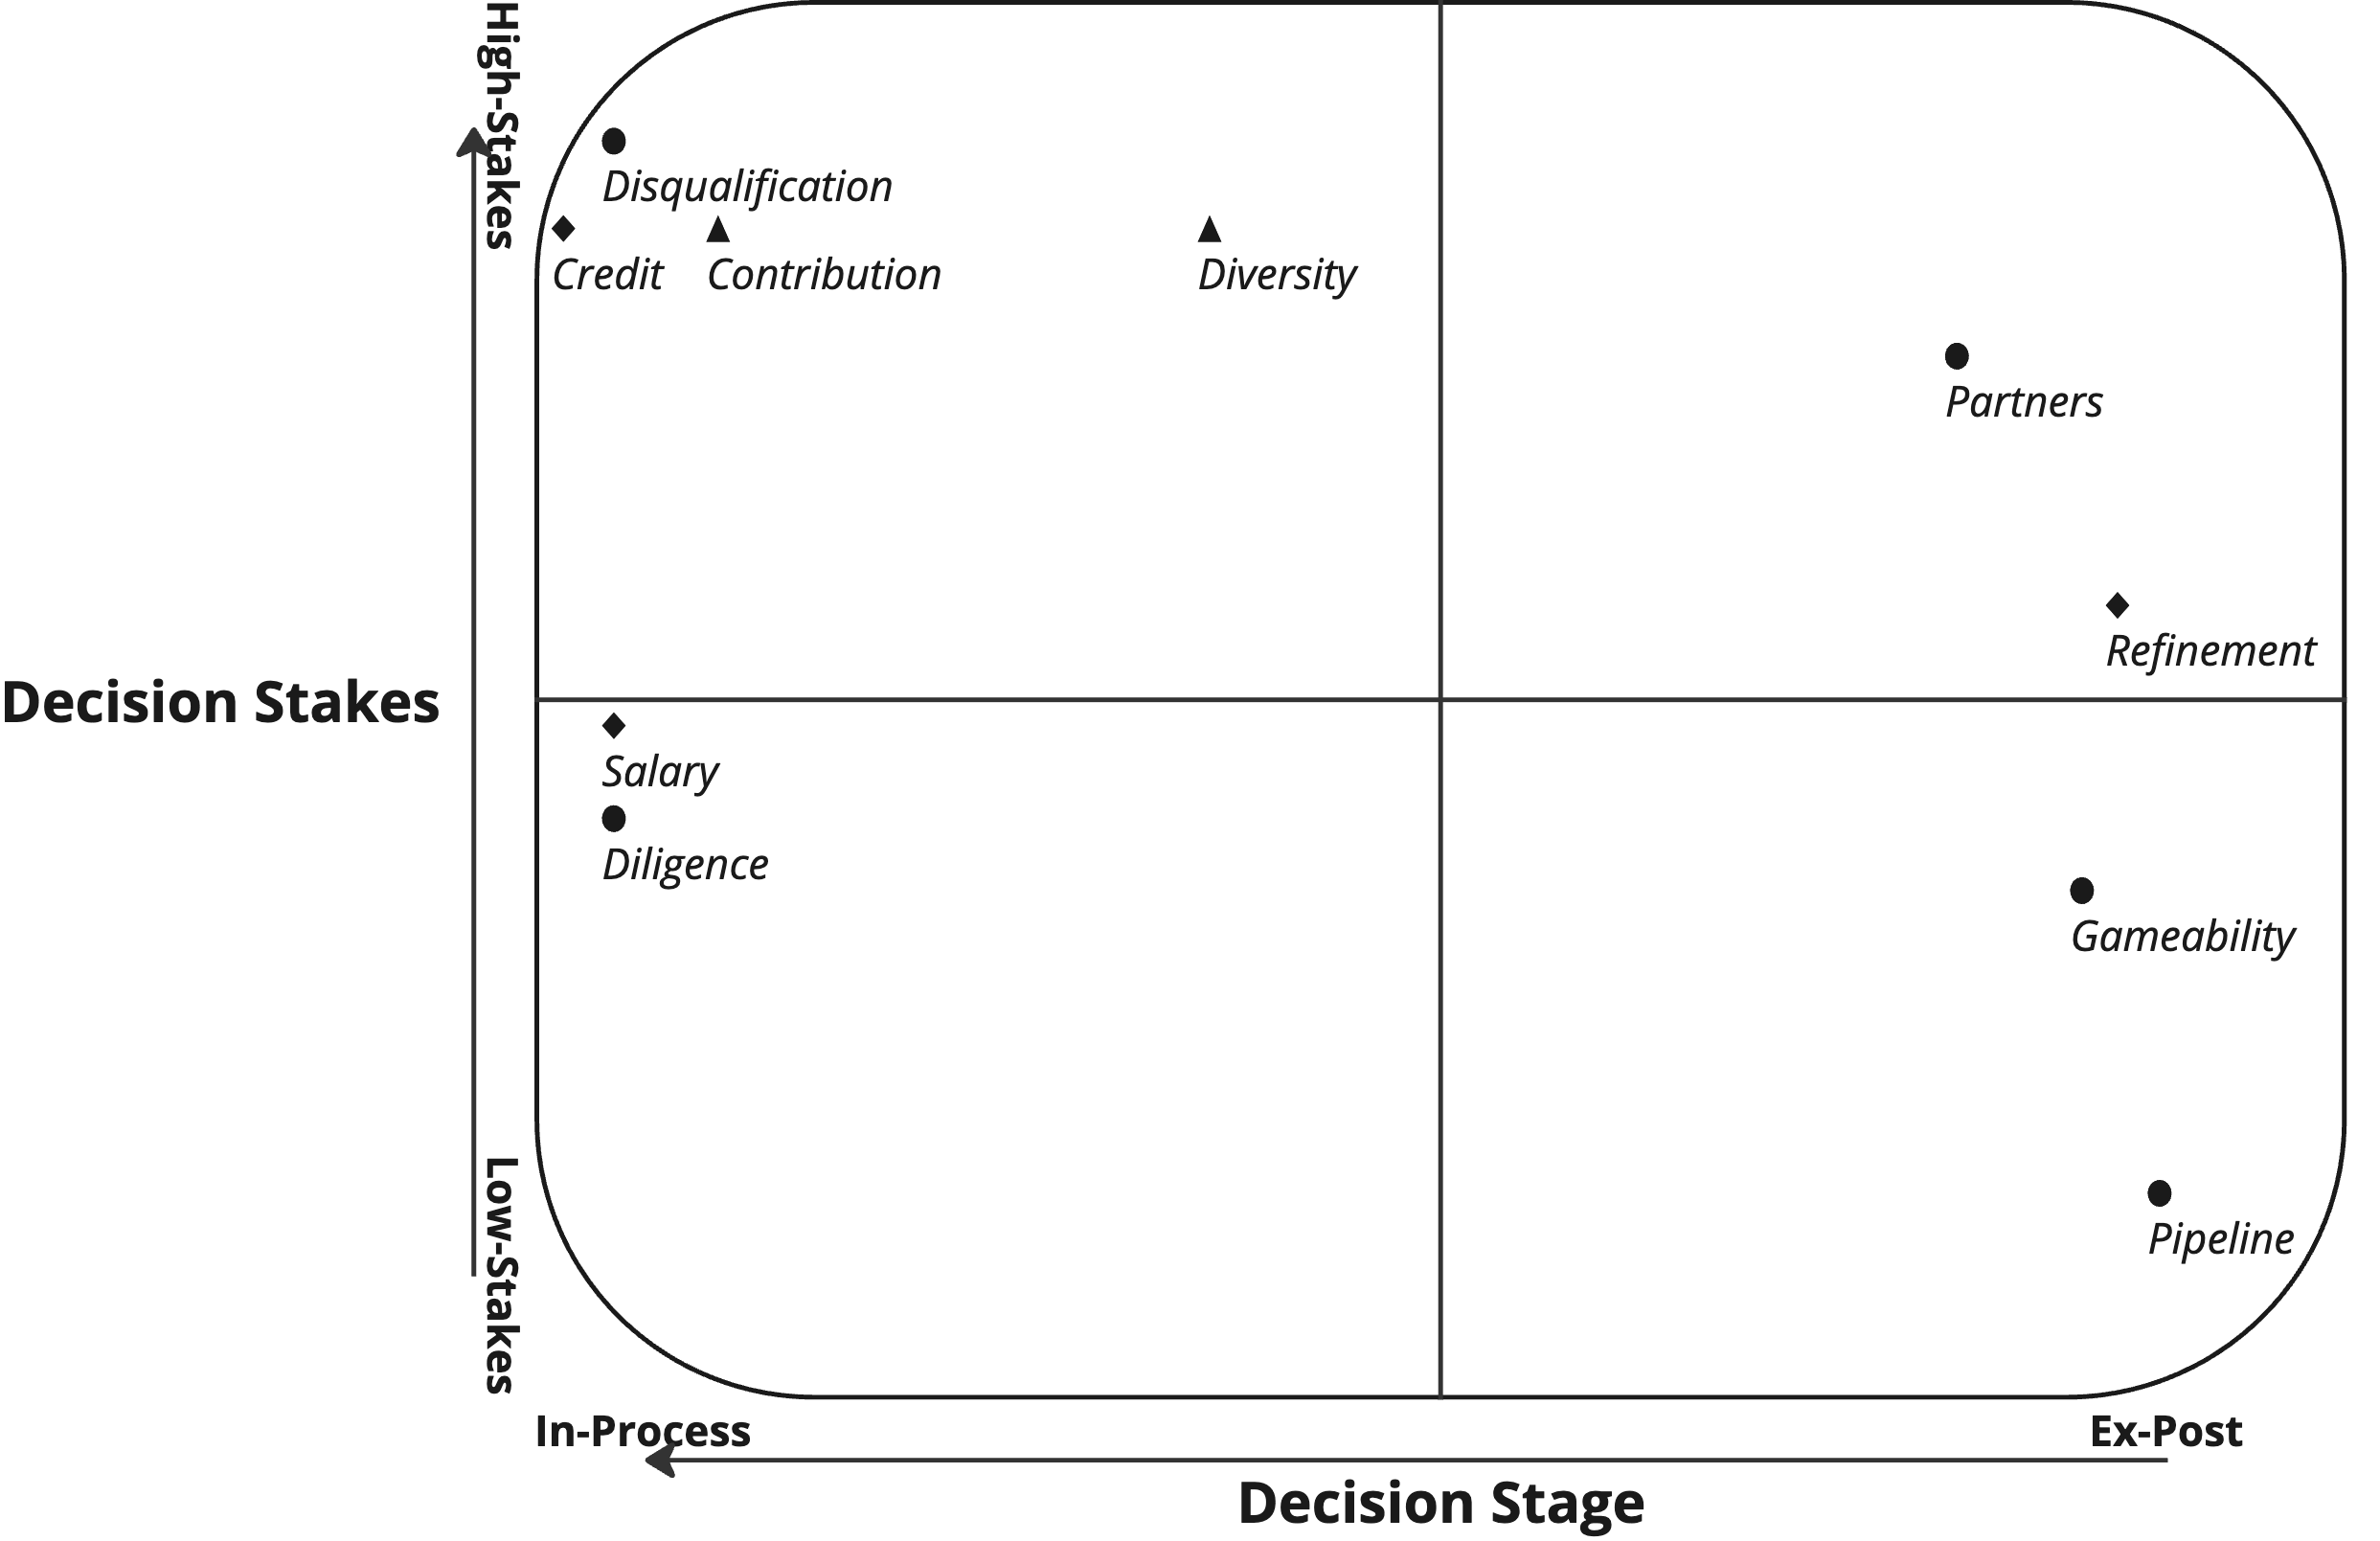 High-Stakes
Disqualification
Credit
Contribution
Diversity
Partners
Refinement
Decision Stakes
Salary
Diligence
Gameability
Low-Stakes
Pipeline
In-Process
Ex-Post
Decision Stage